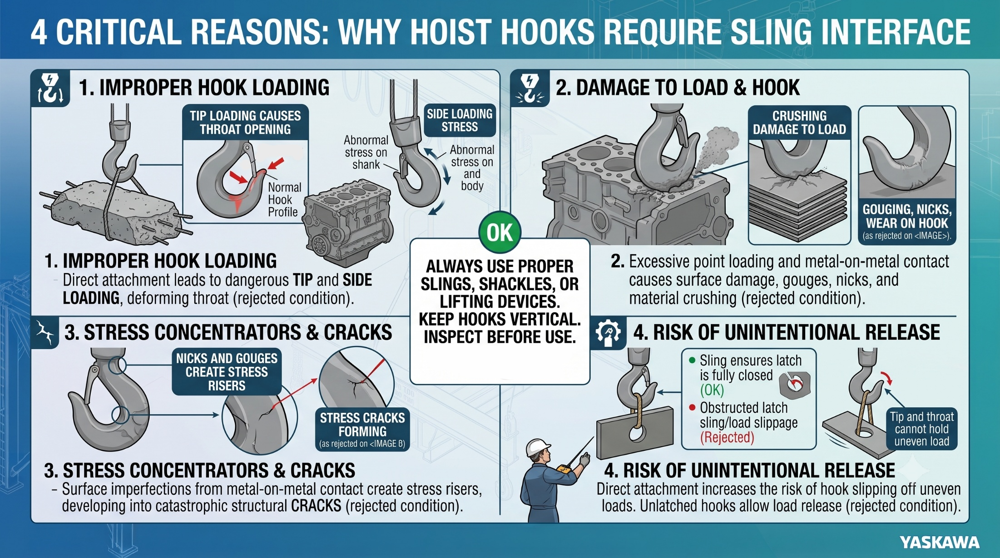 4 CRITICAL REASONS: WHY HOIST HOOKS REQUIRE SLING INTERFACE
1. IMPROPER HOOK LOADING
TIP LOADING CAUSES
THROAT OPENING
Normal
Hook
Profile
Abnormal
stress on
shank
SIDE LOADING
STRESS
Abnormal
stress on
and
body
1. IMPROPER HOOK LOADING
- Direct attachment leads to dangerous TIP and SIDE
LOADING, deforming throat (rejected condition).
2. DAMAGE TO LOAD & HOOK
CRUSHING
DAMAGE TO LOAD
GOUGING, NICKS,
WEAR ON HOOK
(as rejected on <IMAGE>).
2. Excessive point loading and metal-on-metal contact
causes surface damage, gouges, nicks, and
material crushing (rejected condition).
OK
ALWAYS USE PROPER
SLINGS, SHACKLES, OR
LIFTING DEVICES.
KEEP HOOKS VERTICAL.
INSPECT BEFORE USE.
3. STRESS CONCENTRATORS & CRACKS
NICKS AND GOUGES
CREATE STRESS
RISERS
STRESS CRACKS
FORMING
(as rejected on <IMAGE B)
3. STRESS CONCENTRATORS & CRACKS
- Surface imperfections from metal-on-metal contact create stress risers,
developing into catastrophic structural CRACKS (rejected condition).
4. RISK OF UNINTENTIONAL RELEASE
• Sling ensures latch
is fully closed
(OK)
• Obstructed latch
sling/load slippage
(Rejected)
Tip and throat
cannot hold
uneven load
4. RISK OF UNINTENTIONAL RELEASE
Direct attachment increases the risk of hook slipping off uneven
loads. Unlatched hooks allow load release (rejected condition).
YASKAWA